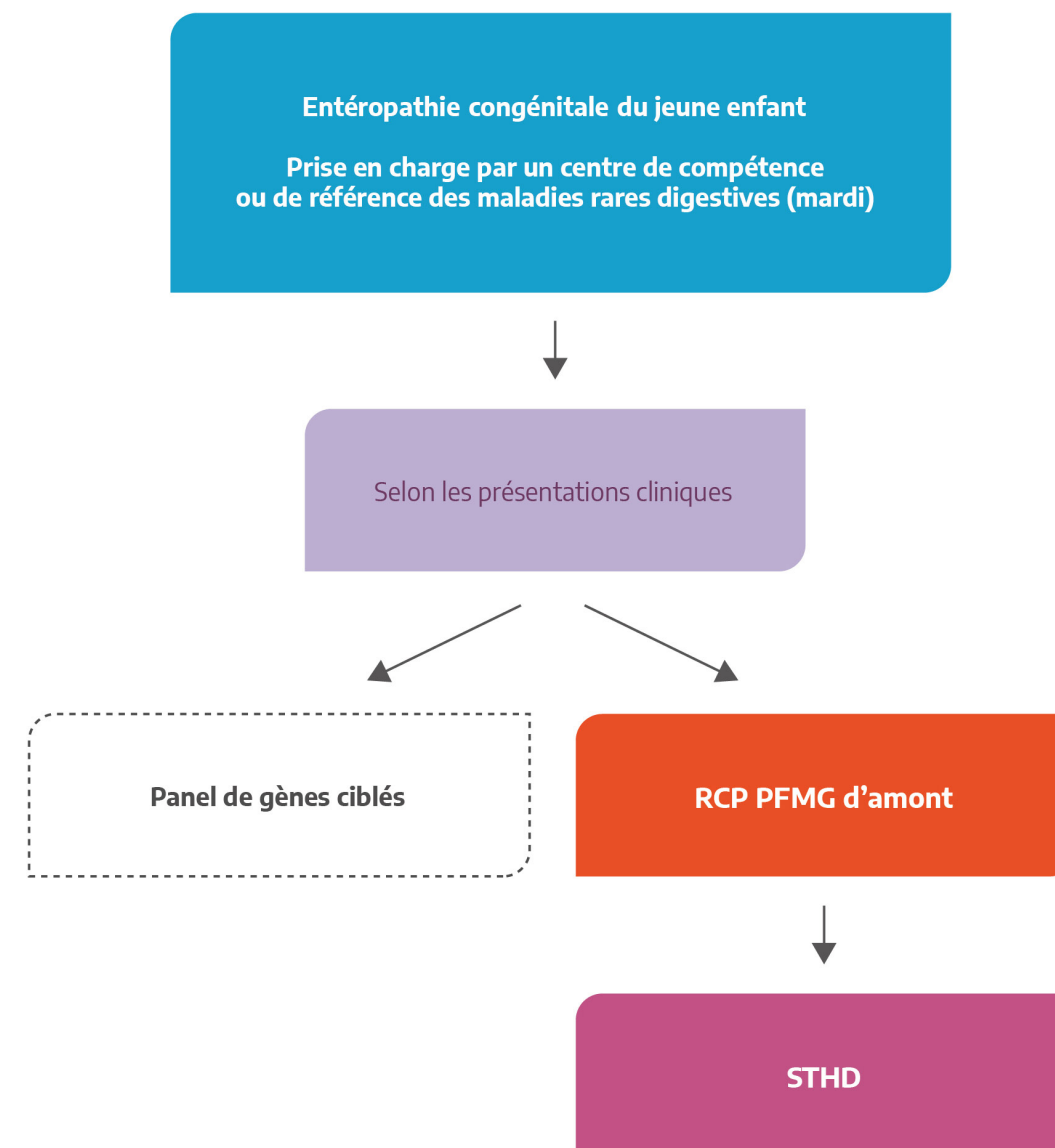 Entéropathie congénitale du jeune enfant
Prise en charge par un centre de compétence
ou de référence des maladies rares digestives (mardi)
Selon les présentations cliniques
Panel de gènes ciblés
RCP PFMG d’amont
STHD